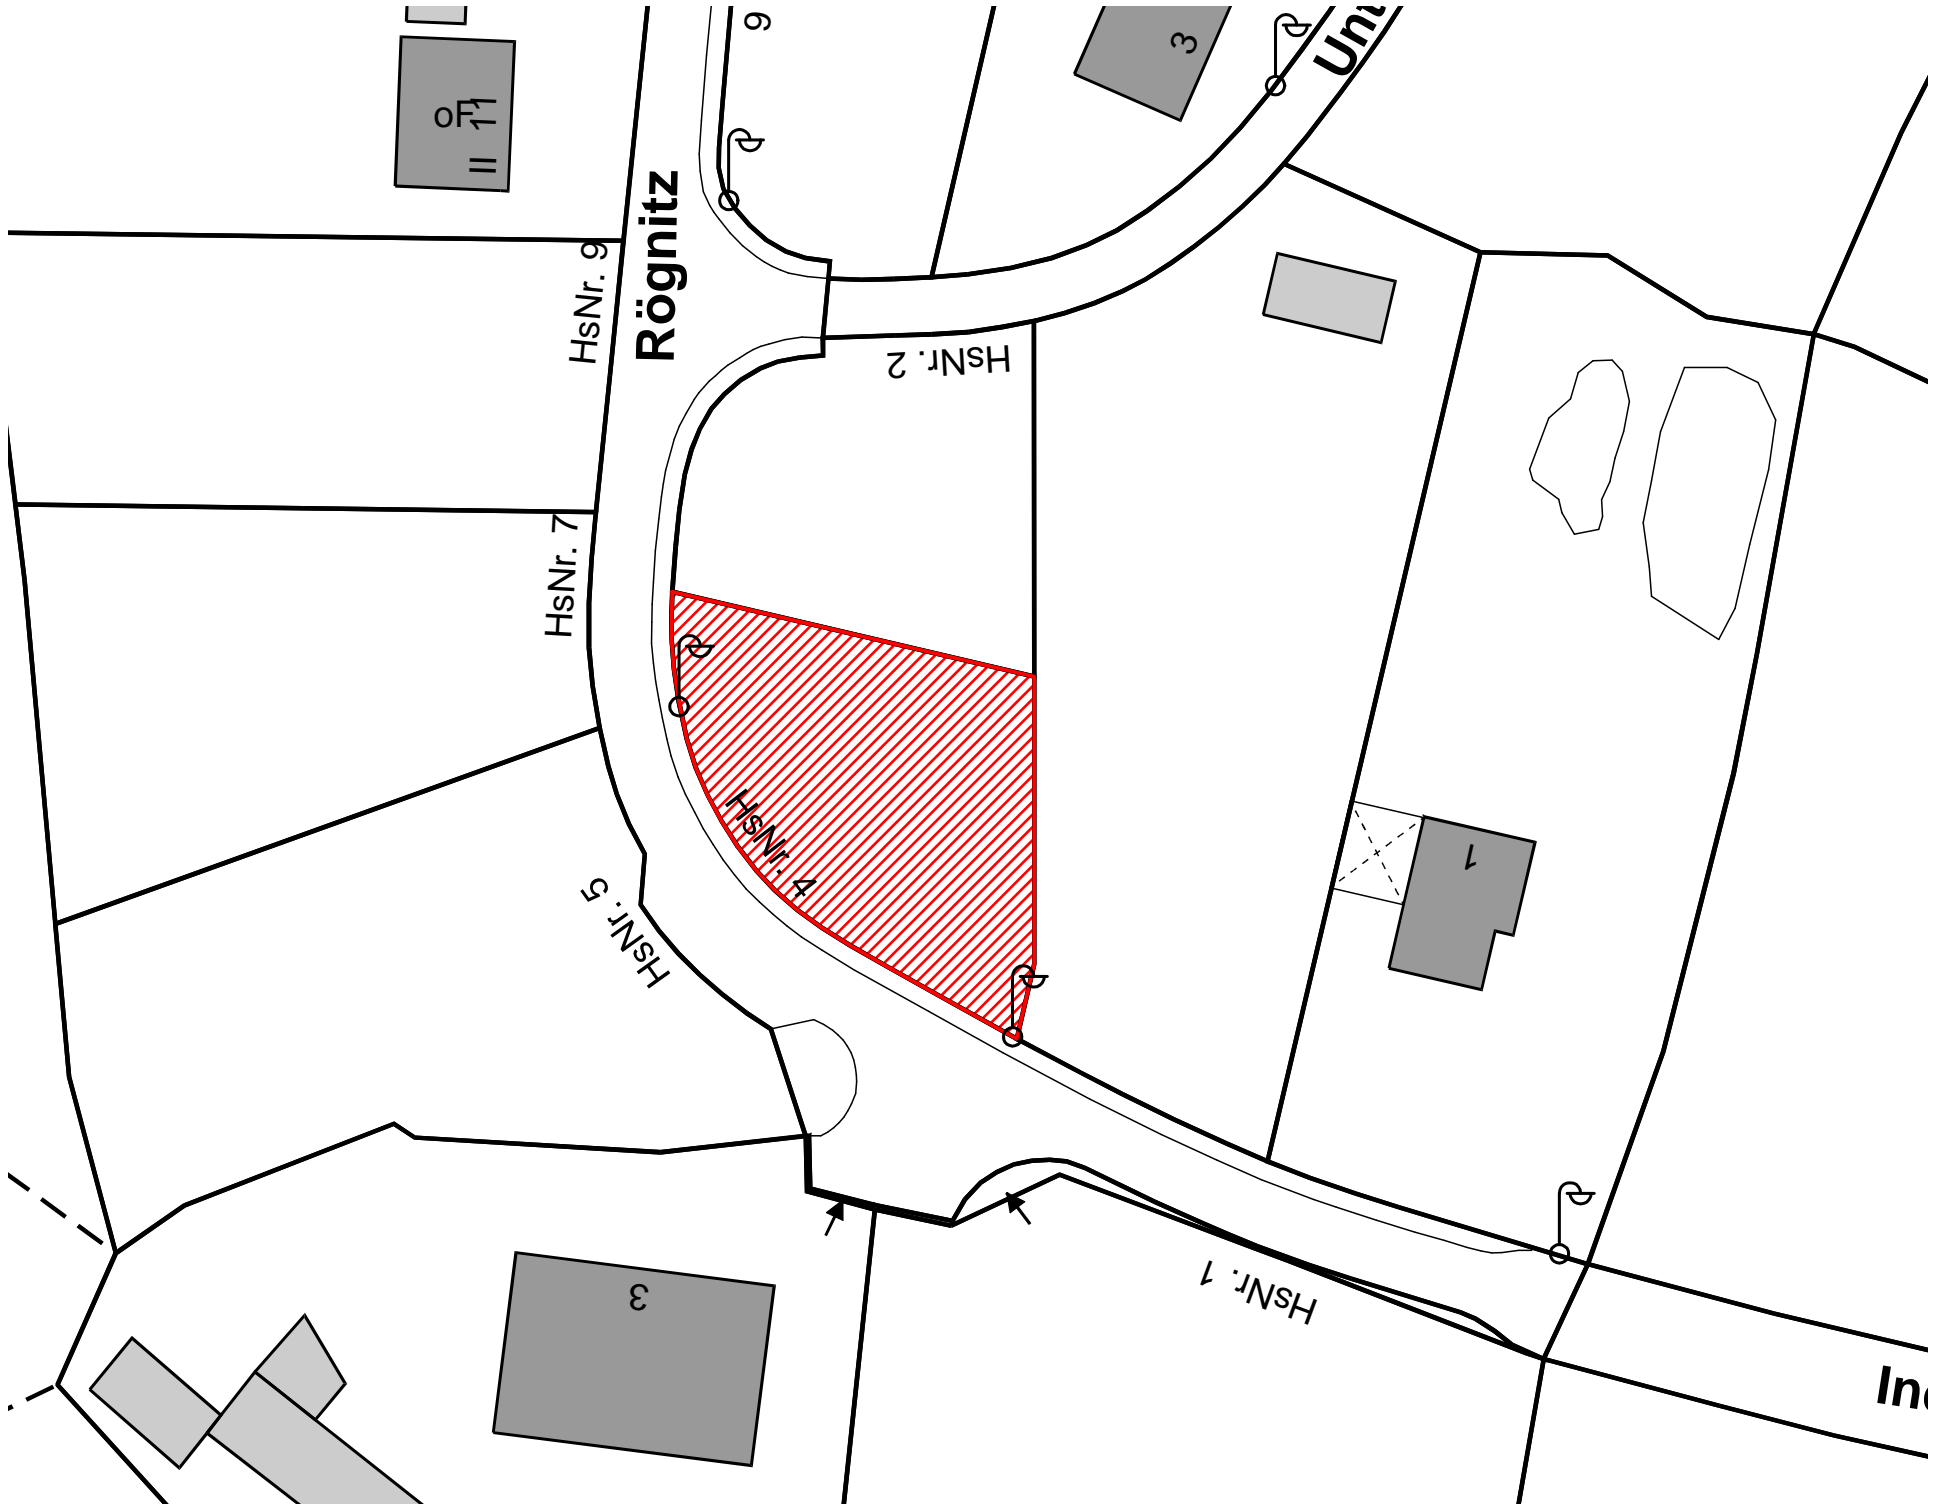 9
3
Unt
oF
II 11
Rögnitz
HsNr. 9
HsNr. 2
HsNr. 7
HsNr. 4
1
HsNr. 5
HsNr. 1
3
In